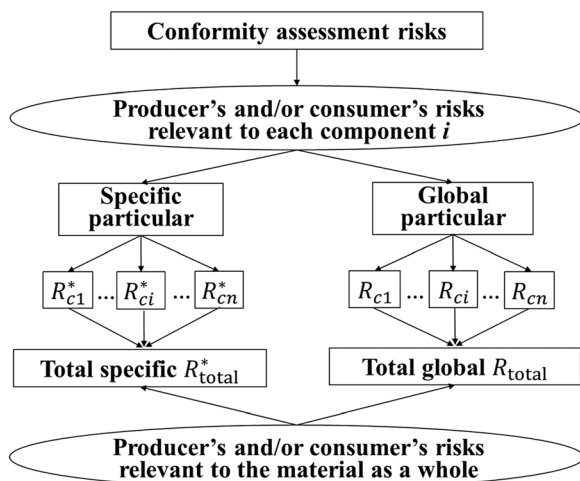 Conformity assessment risks
Producer's and/or consumer's risks
relevant to each component i
Specific
particular
Global
particular
R*c1 ... R*ci ... R*cn
Rc1 ... Rci ... Rcn
Total specific R*total
Total global Rtotal
Producer's and/or consumer's risks
relevant to the material as a whole